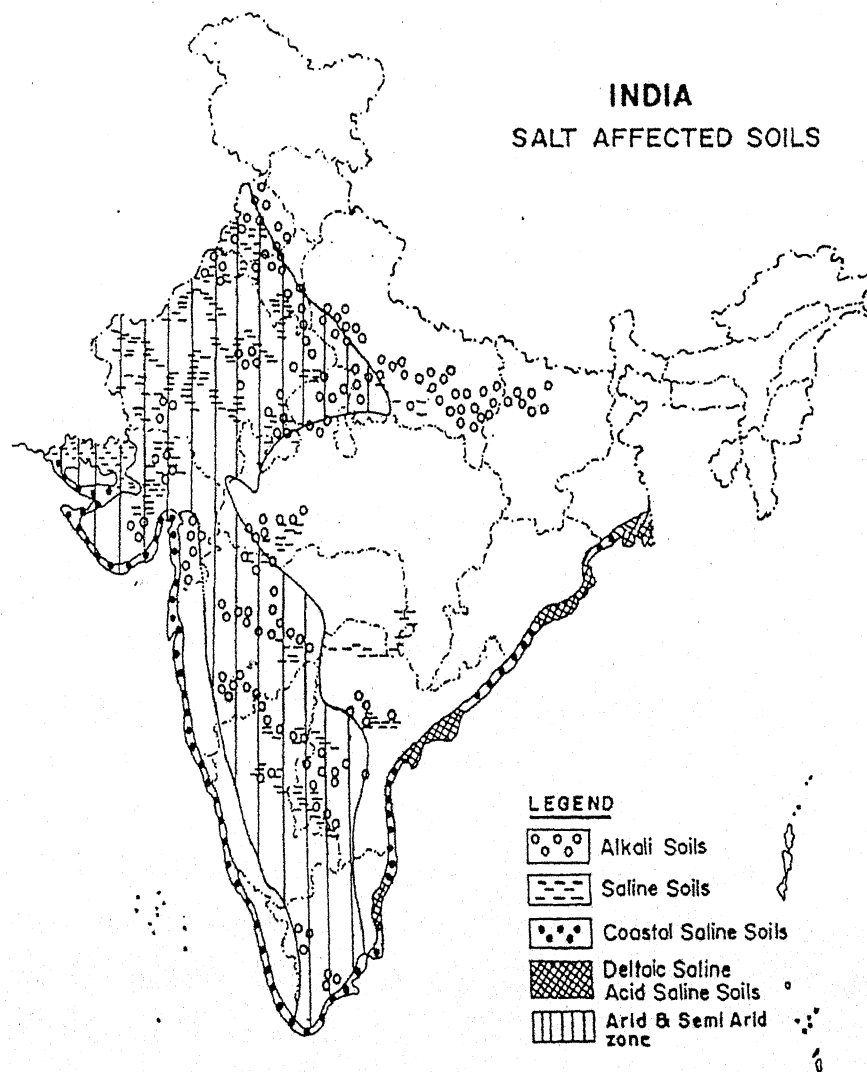 INDIA
SALT AFFECTED SOILS
LEGEND
Alkali Soils
Saline Soils
Coastal Saline Soils
Deltaic Saline
Acid Saline Soils
Arid & Semi Arid
zone